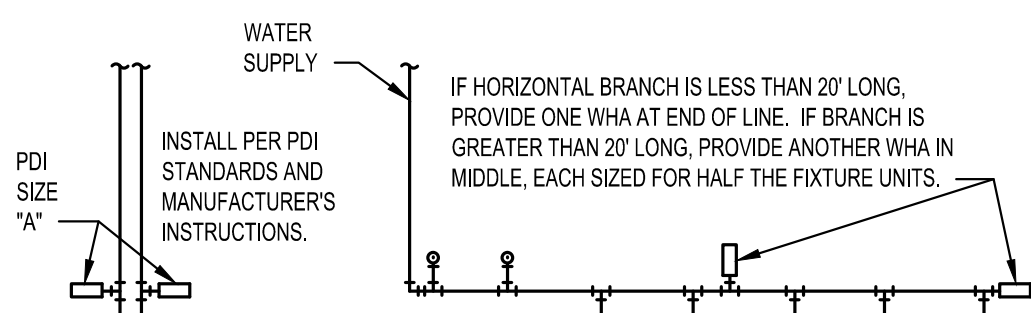 WATER
SUPPLY
IF HORIZONTAL BRANCH IS LESS THAN 20' LONG,
PROVIDE ONE WHA AT END OF LINE. IF BRANCH IS
GREATER THAN 20' LONG, PROVIDE ANOTHER WHA IN
MIDDLE, EACH SIZED FOR HALF THE FIXTURE UNITS.
PDI
SIZE
"A"
INSTALL PER PDI
STANDARDS AND
MANUFACTURER'S
INSTRUCTIONS.